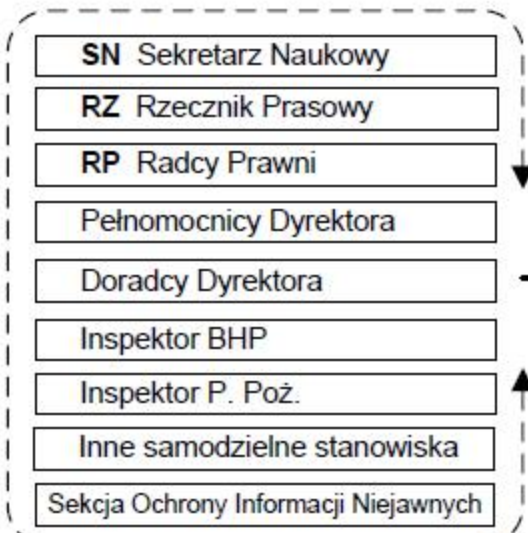 SN Sekretarz Naukowy
RZ Rzecznik Prasowy
RP Radcy Prawni
Pełnomocnicy Dyrektora
Doradcy Dyrektora
Inspektor BHP
Inspektor P. Poż.
Inne samodzielne stanowiska
Sekcja Ochrony Informacji Niejawnych